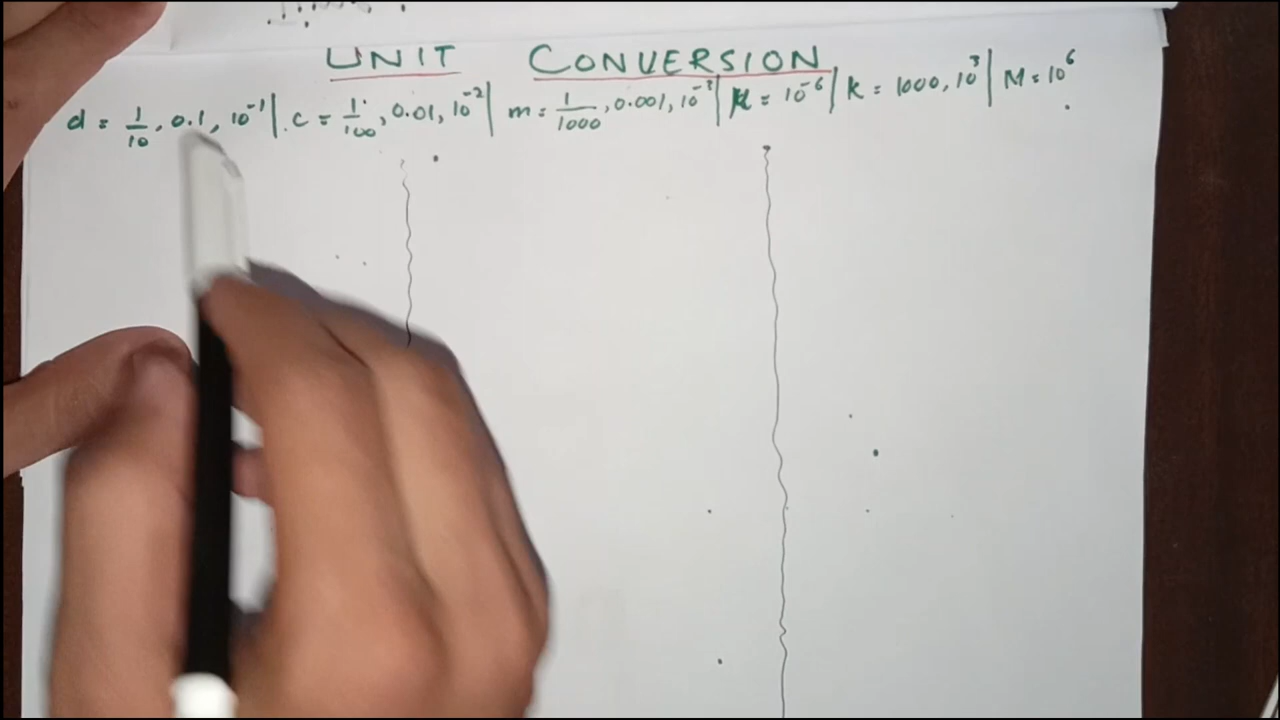 UNIT CONVERSION
d = 1/10, 0.1, 10⁻¹ | c = 1/100, 0.01, 10⁻² | m = 1/1000, 0.001, 10⁻³ | μ = 10⁻⁶ | k = 1000, 10³ | M = 10⁶